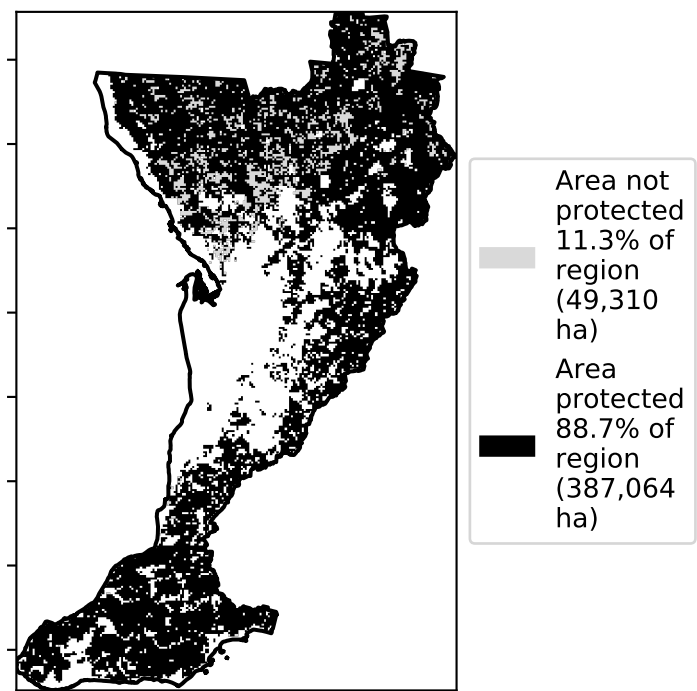 Area not
protected
11.3% of
region
(49,310
ha)
Area
protected
88.7% of
region
(387,064
ha)